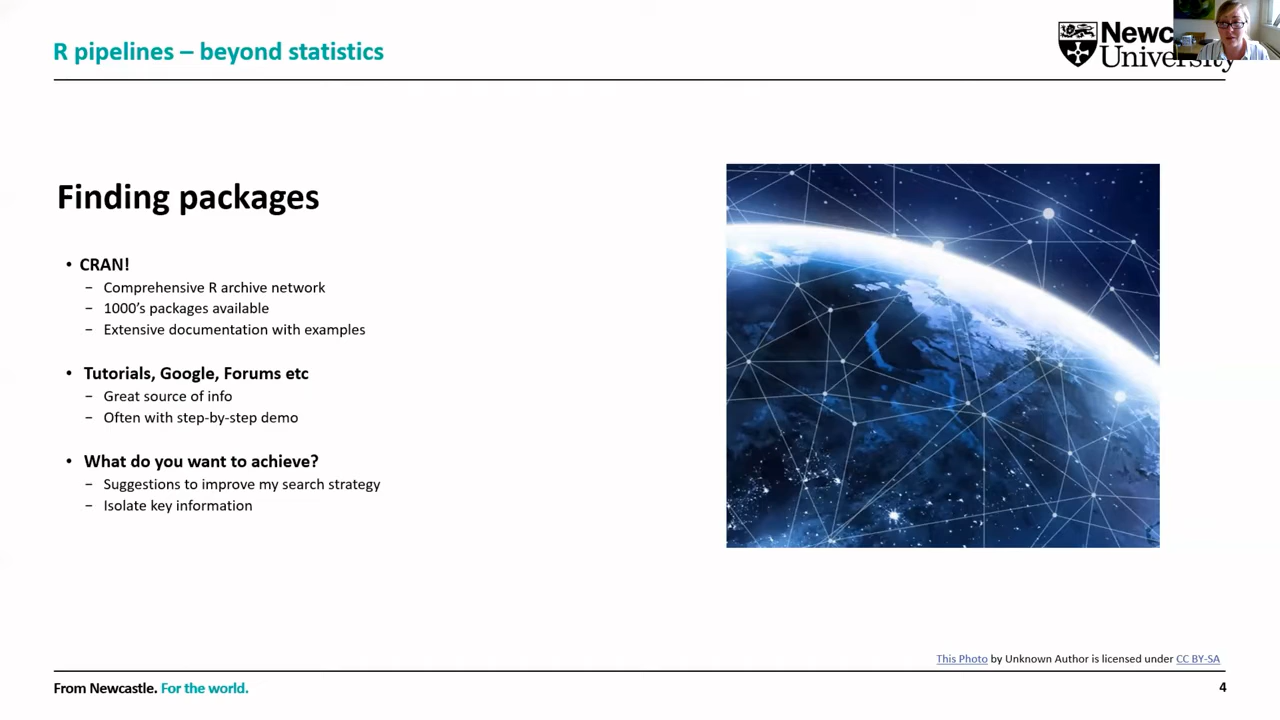 R pipelines – beyond statistics
Newc
University
Finding packages
• CRAN!
– Comprehensive R archive network
– 1000's packages available
– Extensive documentation with examples
• Tutorials, Google, Forums etc
– Great source of info
– Often with step-by-step demo
• What do you want to achieve?
– Suggestions to improve my search strategy
– Isolate key information
This Photo by Unknown Author is licensed under CC BY-SA
From Newcastle. For the world.
4